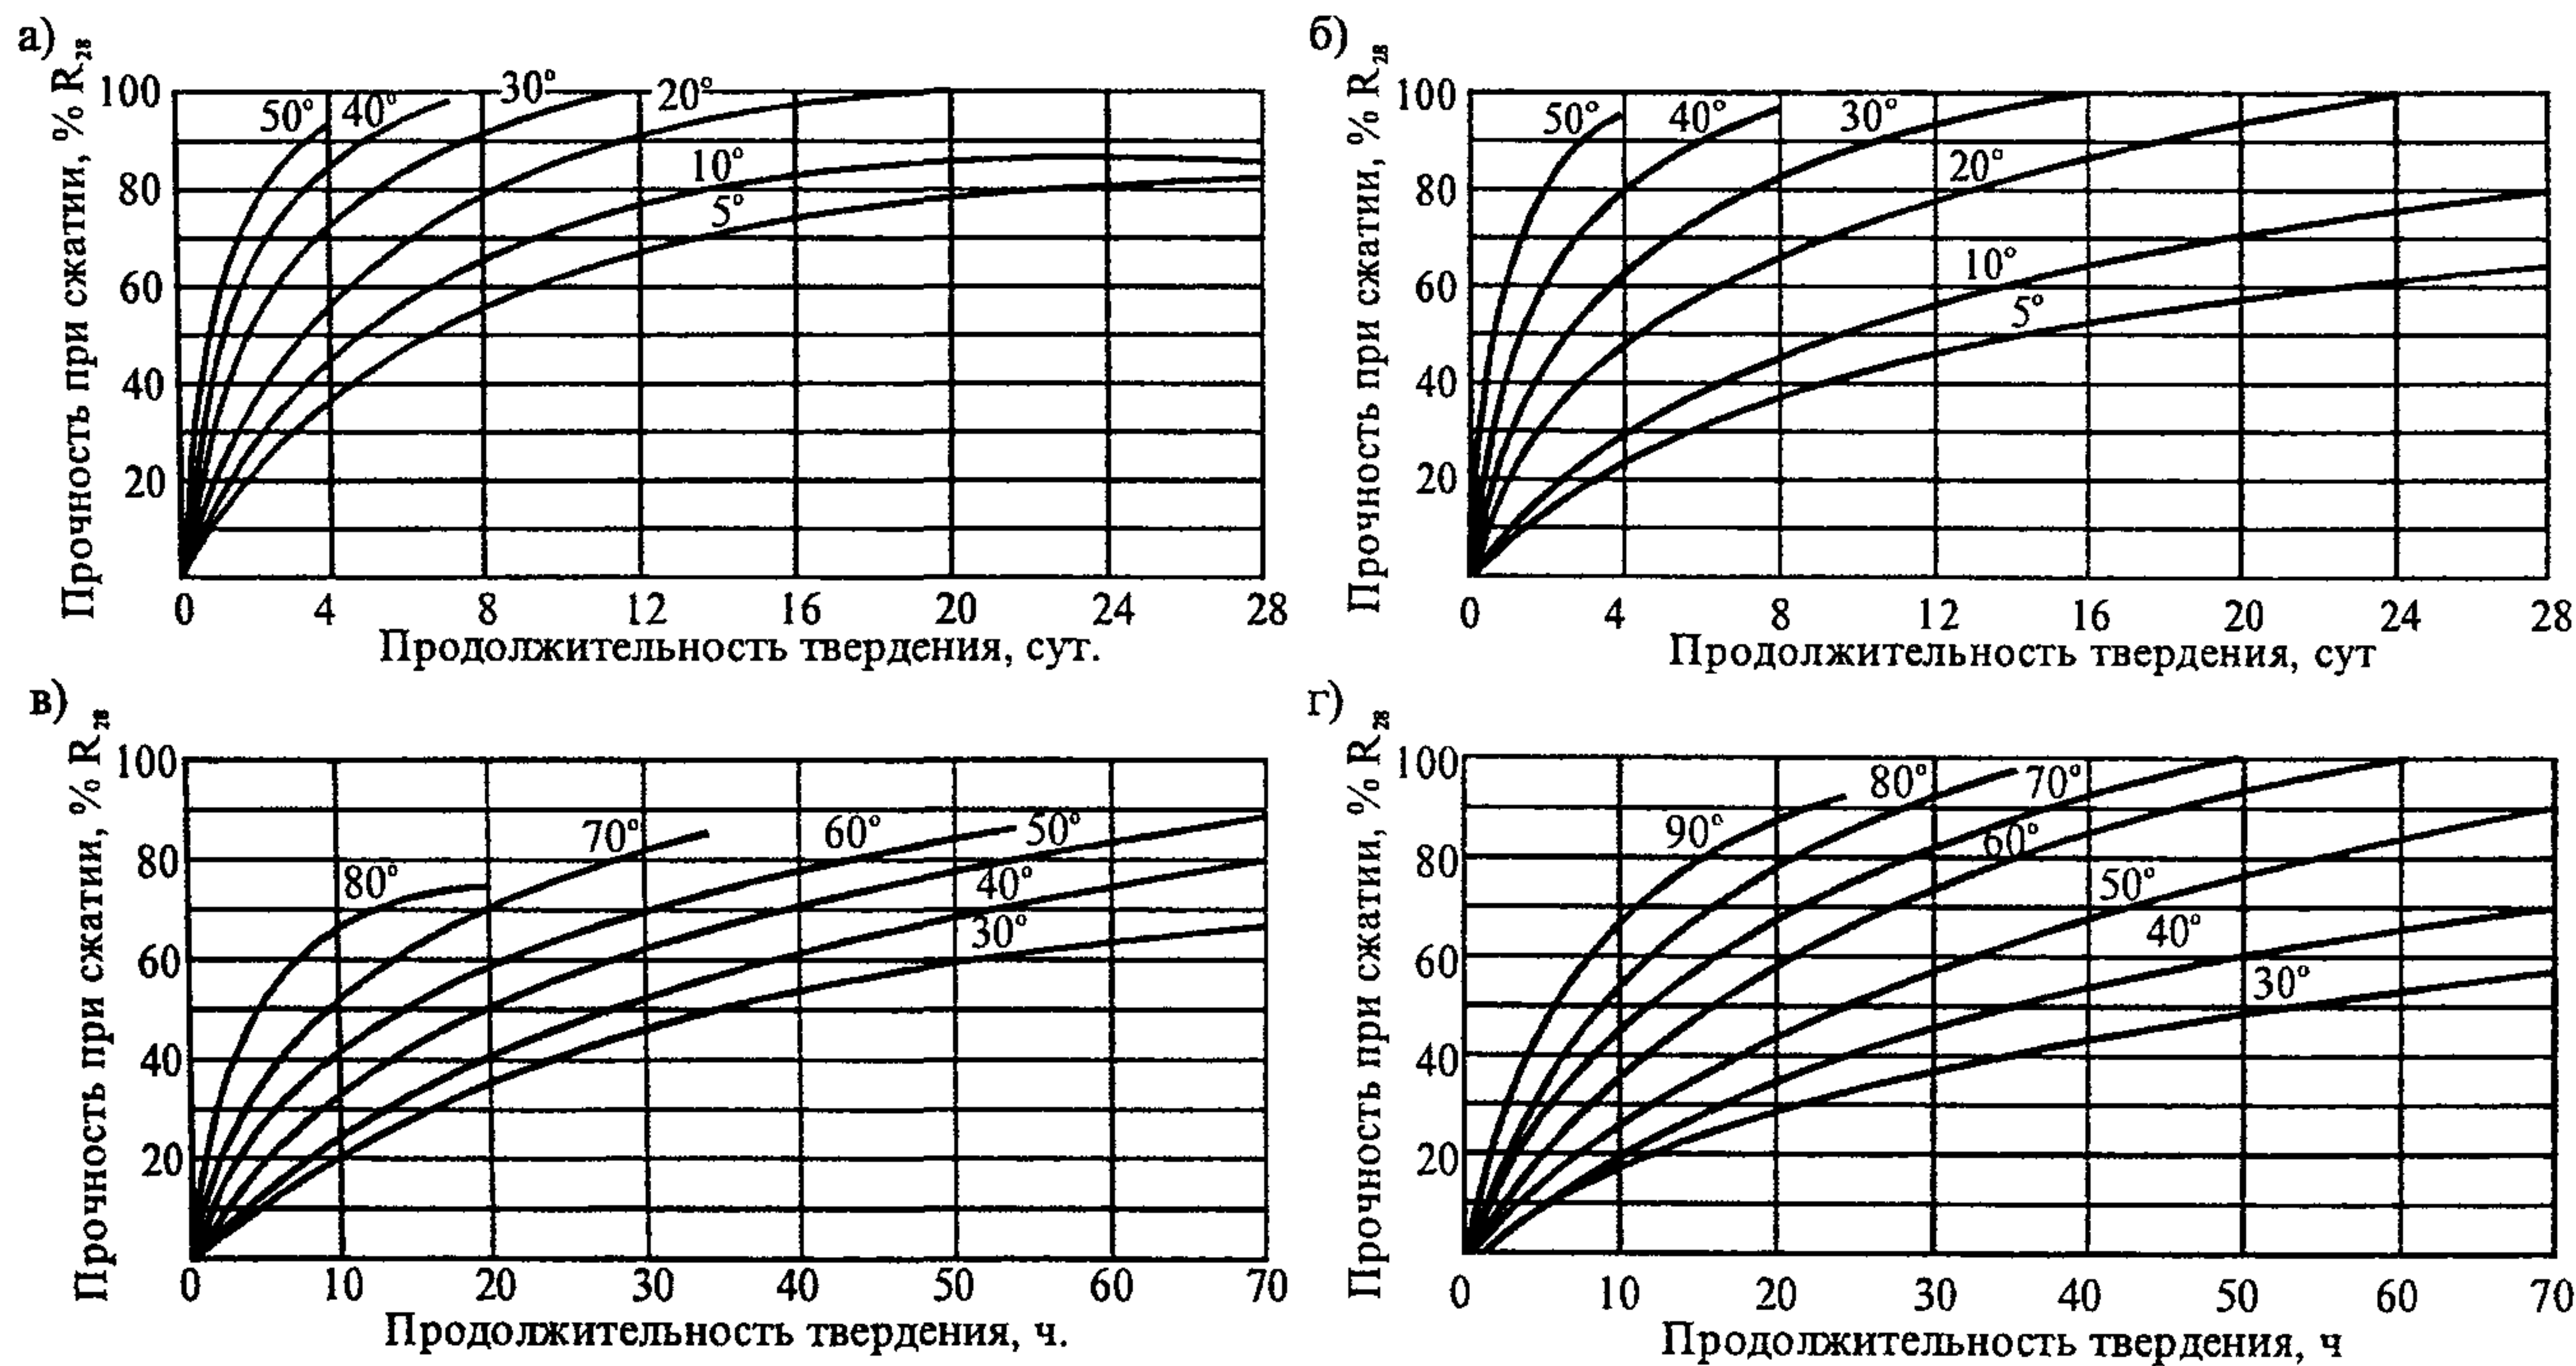 а)
Прочность при сжатии, % R₂₈
100
80
60
40
20
50° 40° 30° 20°
10°
5°
0 4 8 12 16 20 24 28
Продолжительность твердения, сут.
б)
Прочность при сжатии, % R₂₈
100
80
60
40
20
50° 40° 30°
20°
10°
5°
0 4 8 12 16 20 24 28
Продолжительность твердения, сут
в)
Прочность при сжатии, % R₂₈
100
80
60
40
20
80° 70° 60° 50°
40°
30°
0 10 20 30 40 50 60 70
Продолжительность твердения, ч.
г)
Прочность при сжатии, % R₂₈
100
80
60
40
20
90° 80° 70°
60°
50°
40°
30°
0 10 20 30 40 50 60 70
Продолжительность твердения, ч